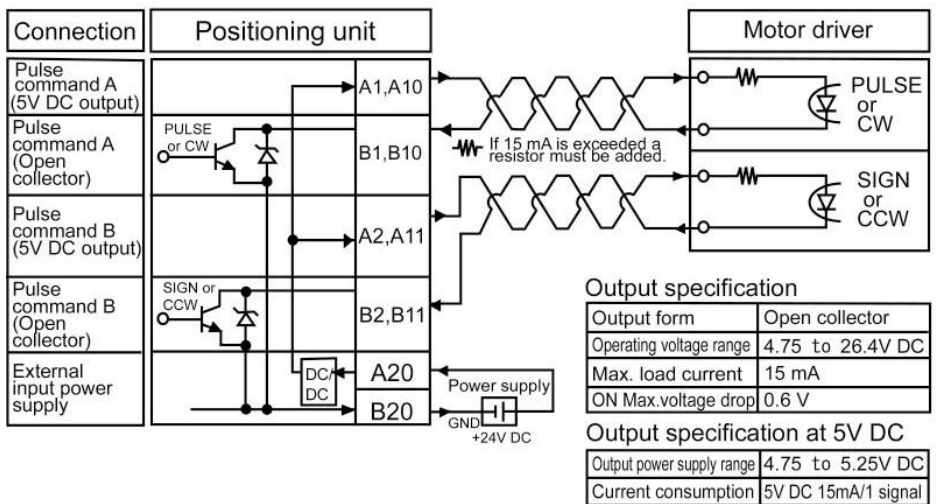 Connection
Positioning unit
Motor driver
Pulse
command A
(5V DC output)
A1,A10
PULSE
or
CW
Pulse
command A
(Open
collector)
PULSE
or CW
B1,B10
If 15 mA is exceeded a
resistor must be added.
SIGN
or
CCW
Pulse
command B
(5V DC output)
A2,A11
Pulse
command B
(Open
collector)
SIGN or
CCW
B2,B11
External
input power
supply
DC/
DC
A20
B20
Power supply
GND
+24V DC
Output specification
Output form Open collector
Operating voltage range 4.75 to 26.4V DC
Max. load current 15 mA
ON Max.voltage drop 0.6 V
Output specification at 5V DC
Output power supply range 4.75 to 5.25V DC
Current consumption 5V DC 15mA/1 signal